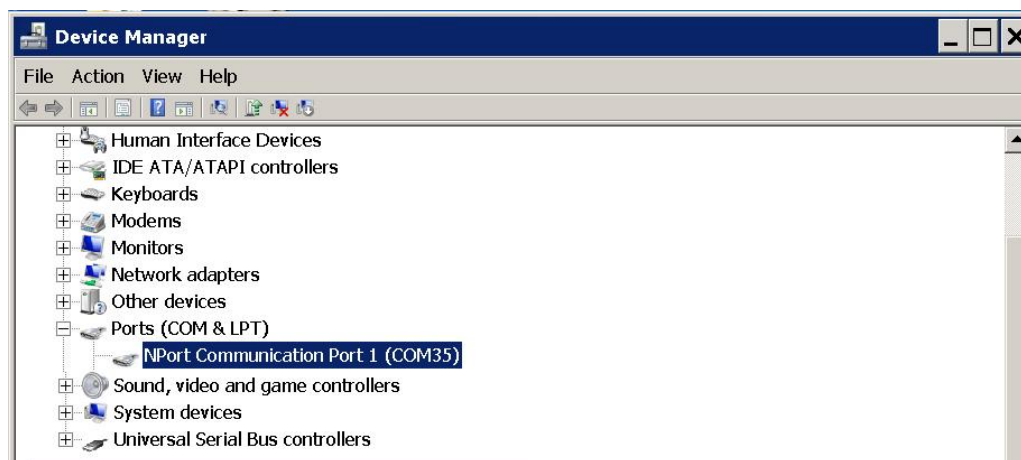 Device Manager
File Action View Help
Human Interface Devices
IDE ATA/ATAPI controllers
Keyboards
Modems
Monitors
Network adapters
Other devices
Ports (COM & LPT)
NPort Communication Port 1 (COM35)
Sound, video and game controllers
System devices
Universal Serial Bus controllers